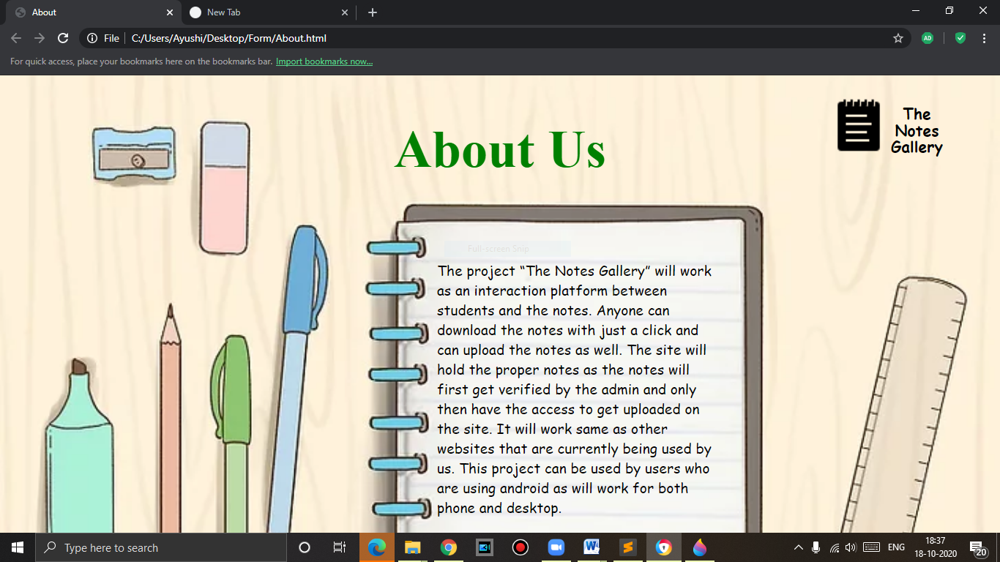 About
New Tab
File
C:/Users/Ayushi/Desktop/Form/About.html
AD
For quick access, place your bookmarks here on the bookmarks bar. Import bookmarks now...
The
Notes
Gallery
About Us
Full-screen Snip
The project “The Notes Gallery” will work
as an interaction platform between
students and the notes. Anyone can
download the notes with just a click and
can upload the notes as well. The site will
hold the proper notes as the notes will
first get verified by the admin and only
then have the access to get uploaded on
the site. It will work same as other
websites that are currently being used by
us. This project can be used by users who
are using android as will work for both
phone and desktop.
Type here to search
ENG
18:37
18-10-2020
20